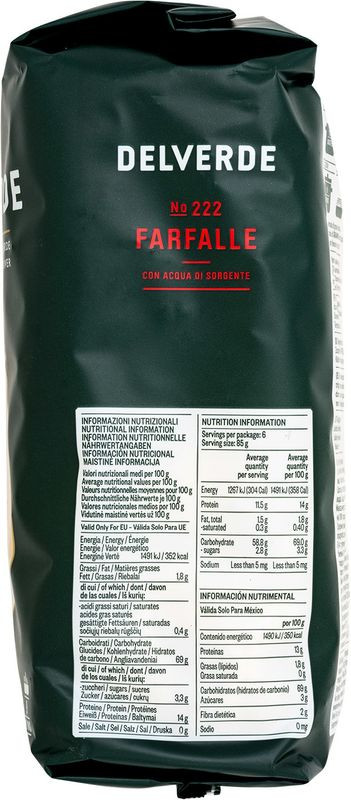 DELVERDE
No 222
FARFALLE
CON ACQUA DI SORGENTE
DE
INFORMAZIONI NUTRIZIONALI
NUTRITIONAL INFORMATION
INFORMATION NUTRITIONNELLE
NÄHRWERTANGABEN
INFORMACIÓN NUTRICIONAL
MAISTINĖ INFORMACIJA
Valori nutrizionali medi per 100 g
Average nutritional values per 100 g
Valeurs nutritionnelles moyennes pour 100 g
Durchschnittliche Nährwerte je 100 g
Valores nutricionales medios por 100 g
Vidutinė maistinė vertės už 100 g
Valid Only For EU - Válida Solo Para UE
Energia / Energy / Énergie
Energie / Valor energético
Energinė Vertė 1491 kJ / 352 kcal
Grassi / Fat / Matières grasses
Fett / Grasas / Riebalai 1,8 g
di cui / of which / dont / davon
de las cuales / Iš kurių:
-acidi grassi saturi / saturates
acides gras saturés
gesättigte Fettsäuren / saturadas
sočiųjų riebalų rūgščių 0,4 g
Carboidrati / Carbohydrate
Glucides / Kohlenhydrate / Hidratos
de carbono / Angliavandeniai 69 g
di cui / of which / dont / davon
de las cuales / Iš kurių:
-zuccheri / sugars / sucres
Zucker / azúcares / cukrų 3,3 g
Proteine / Protein / Protéines
Eiweiß / Proteínas / Baltymai 14 g
Sale / Salt / Sel / Salz / Sal / Druska 0 g
NUTRITION INFORMATION
Servings per package: 6
Serving size: 85 g
Average quantity per serving Average quantity per 100 g
Energy 1267 kJ (304 Cal) 1491 kJ (358 Cal)
Protein 11.5 g 14 g
Fat, total 1.5 g 1.8 g
-saturated 0.3 g 0.40 g
Carbohydrate 58.8 g 69.0 g
- sugars 2.8 g 3.3 g
Sodium Less than 5 mg Less than 5 mg
INFORMACIÓN NUTRIMENTAL
Válida Solo Para México
por 100 g
Contenido energético 1490 kJ / 350 kcal
Proteínas 13 g
Grasas (lípidos) 1,8 g
Grasa saturada 0 g
Carbohidratos (hidratos de carbono) 69 g
Azúcares 3 g
Fibra dietética 2 g
Sodio 0 mg